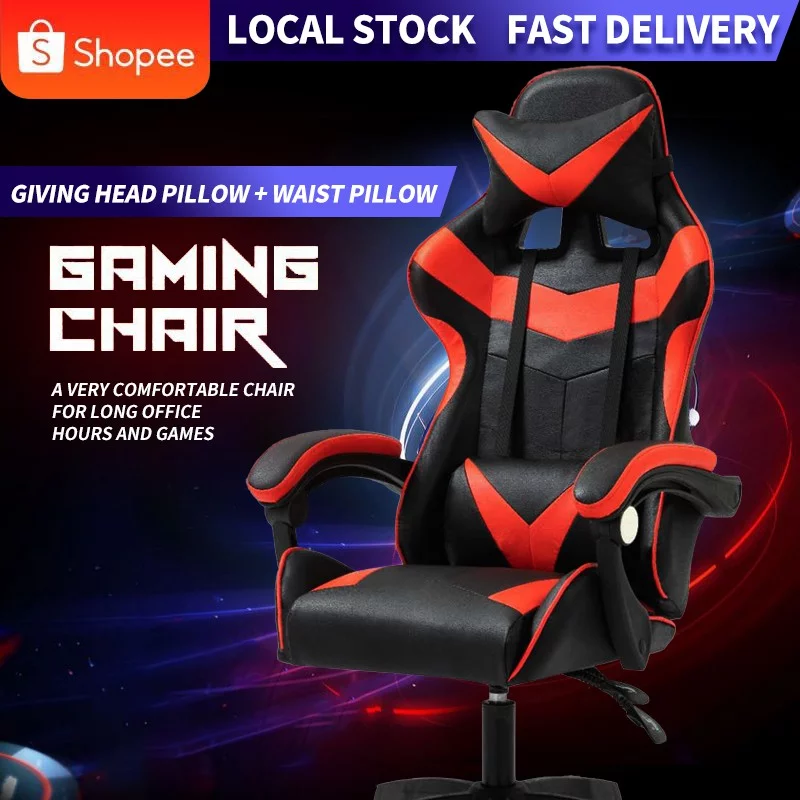 S Shopee
LOCAL STOCK FAST DELIVERY
GIVING HEAD PILLOW + WAIST PILLOW
GAMING
CHAIR
A VERY COMFORTABLE CHAIR
FOR LONG OFFICE
HOURS AND GAMES